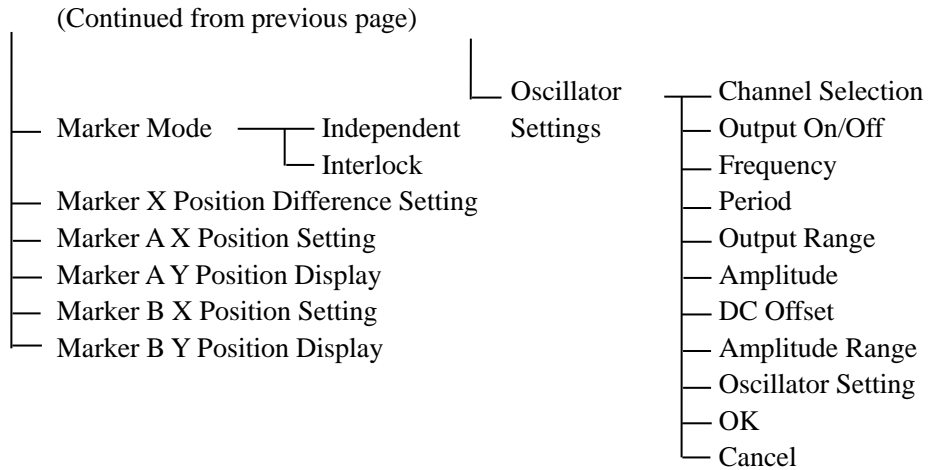 (Continued from previous page)
Marker Mode
Independent
Interlock
Marker X Position Difference Setting
Marker A X Position Setting
Marker A Y Position Display
Marker B X Position Setting
Marker B Y Position Display
Oscillator
Settings
Channel Selection
Output On/Off
Frequency
Period
Output Range
Amplitude
DC Offset
Amplitude Range
Oscillator Setting
OK
Cancel